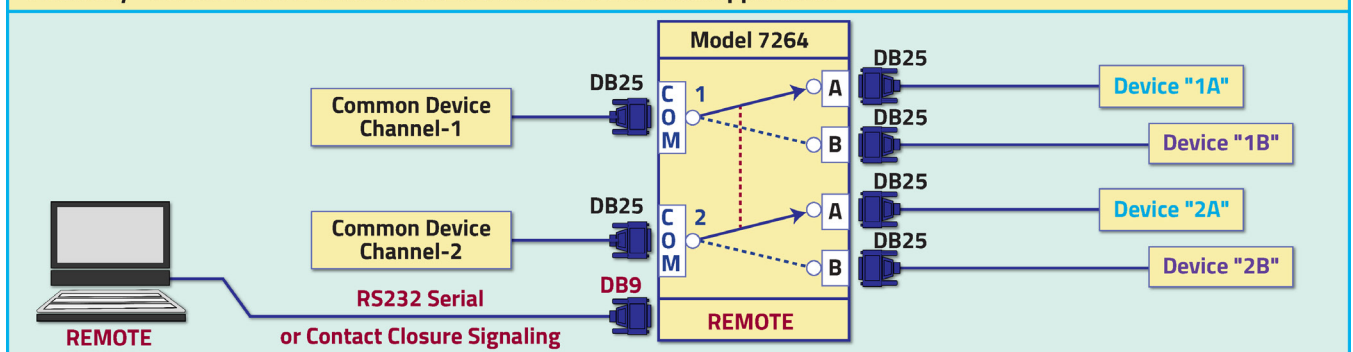 Model 7264
DB25
DB25
Common Device
Channel-1
C
O
M
1
A
Device "1A"
DB25
B
Device "1B"
DB25
DB25
Common Device
Channel-2
C
O
M
2
A
Device "2A"
DB25
B
Device "2B"
DB9
RS232 Serial
or Contact Closure Signaling
REMOTE
REMOTE